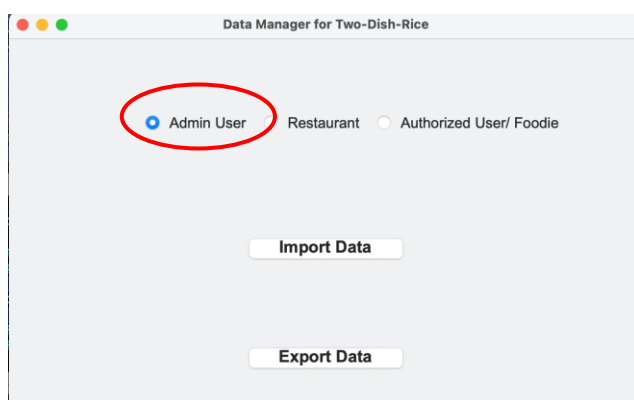 Data Manager for Two-Dish-Rice
Admin User Restaurant Authorized User/ Foodie
Import Data
Export Data